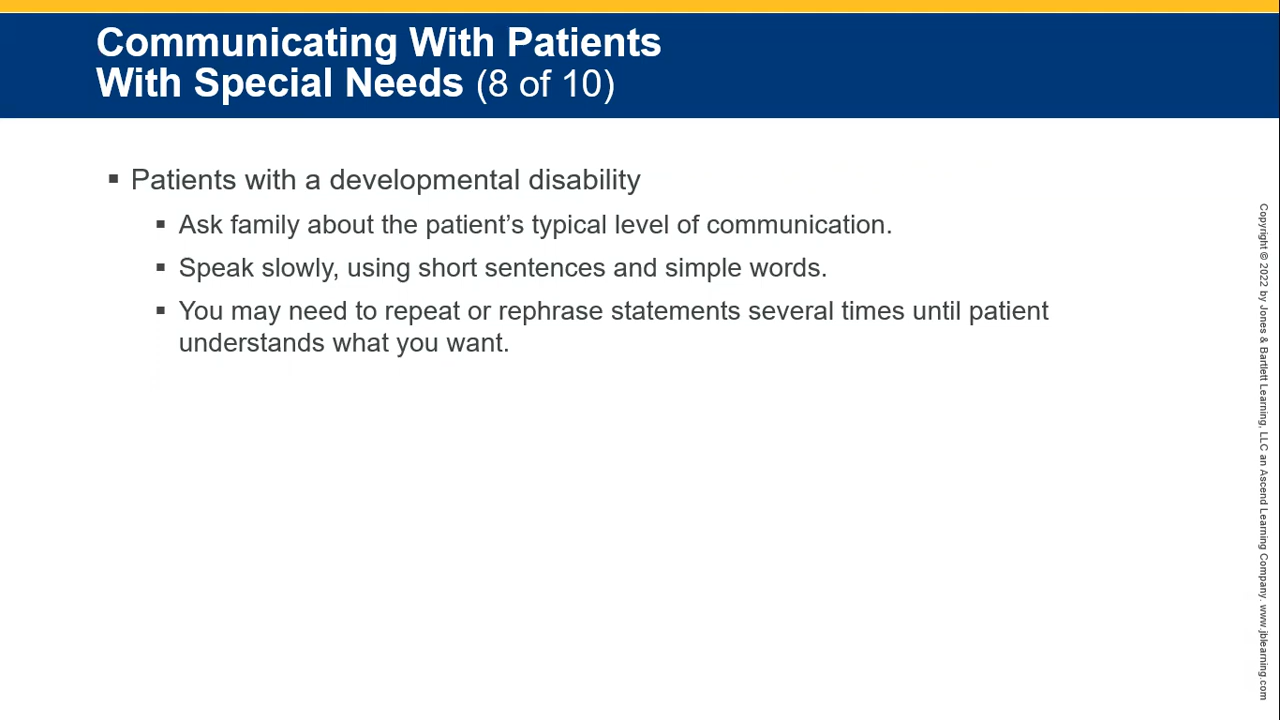 Communicating With Patients
With Special Needs (8 of 10)
▪ Patients with a developmental disability
▪ Ask family about the patient’s typical level of communication.
▪ Speak slowly, using short sentences and simple words.
▪ You may need to repeat or rephrase statements several times until patient
understands what you want.
Copyright © 2022 by Jones & Bartlett Learning, LLC an Ascend Learning Company. www.jblearning.com